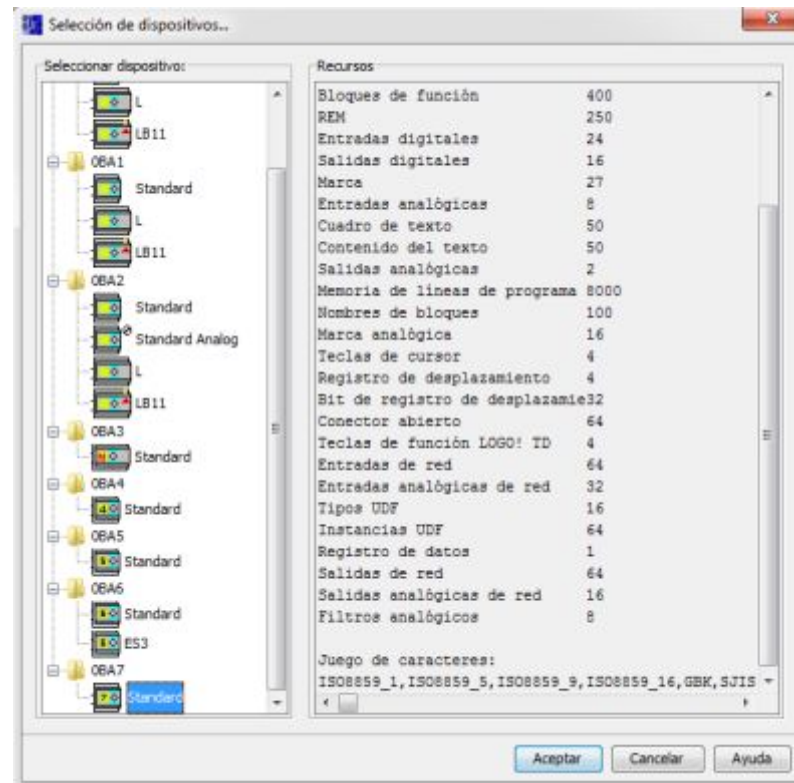 Selección de dispositivos...
Seleccionar dispositivo:
L
LB11
0BA1
Standard
L
LB11
0BA2
Standard
Standard Analog
L
LB11
0BA3
Standard
0BA4
Standard
0BA5
Standard
0BA6
Standard
ES3
0BA7
Standard
Recursos
Bloques de función 400
REM 250
Entradas digitales 24
Salidas digitales 16
Marca 27
Entradas analógicas 8
Cuadro de texto 50
Contenido del texto 50
Salidas analógicas 2
Memoria de líneas de programa 8000
Nombres de bloques 100
Marca analógica 16
Teclas de cursor 4
Registro de desplazamiento 4
Bit de registro de desplazamie32
Conector abierto 64
Teclas de función LOGO! TD 4
Entradas de red 64
Entradas analógicas de red 32
Tipos UDF 16
Instancias UDF 64
Registro de datos 1
Salidas de red 64
Salidas analógicas de red 16
Filtros analógicos 8
Juego de caracteres:
ISO8859_1,ISO8859_5,ISO8859_9,ISO8859_16,GBK,SJIS
Aceptar Cancelar Ayuda